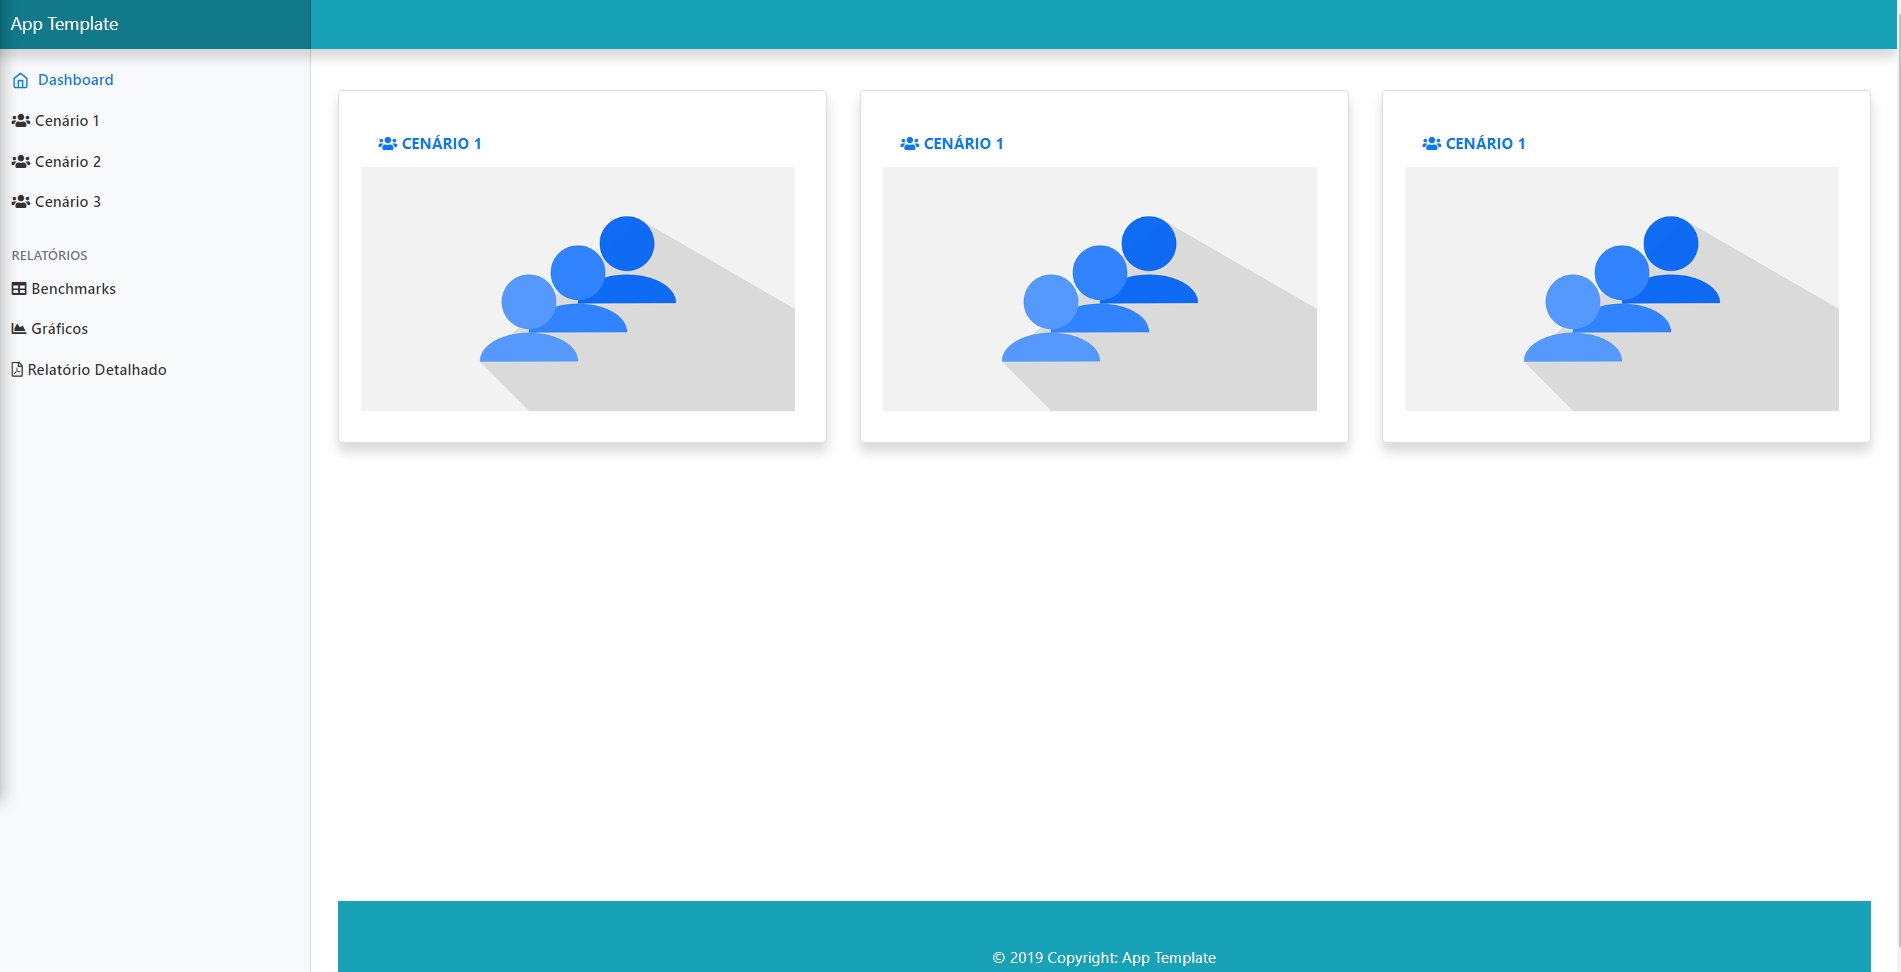 App Template
Dashboard
Cenário 1
Cenário 2
Cenário 3
RELATÓRIOS
Benchmarks
Gráficos
Relatório Detalhado
CENÁRIO 1
CENÁRIO 1
CENÁRIO 1
© 2019 Copyright: App Template